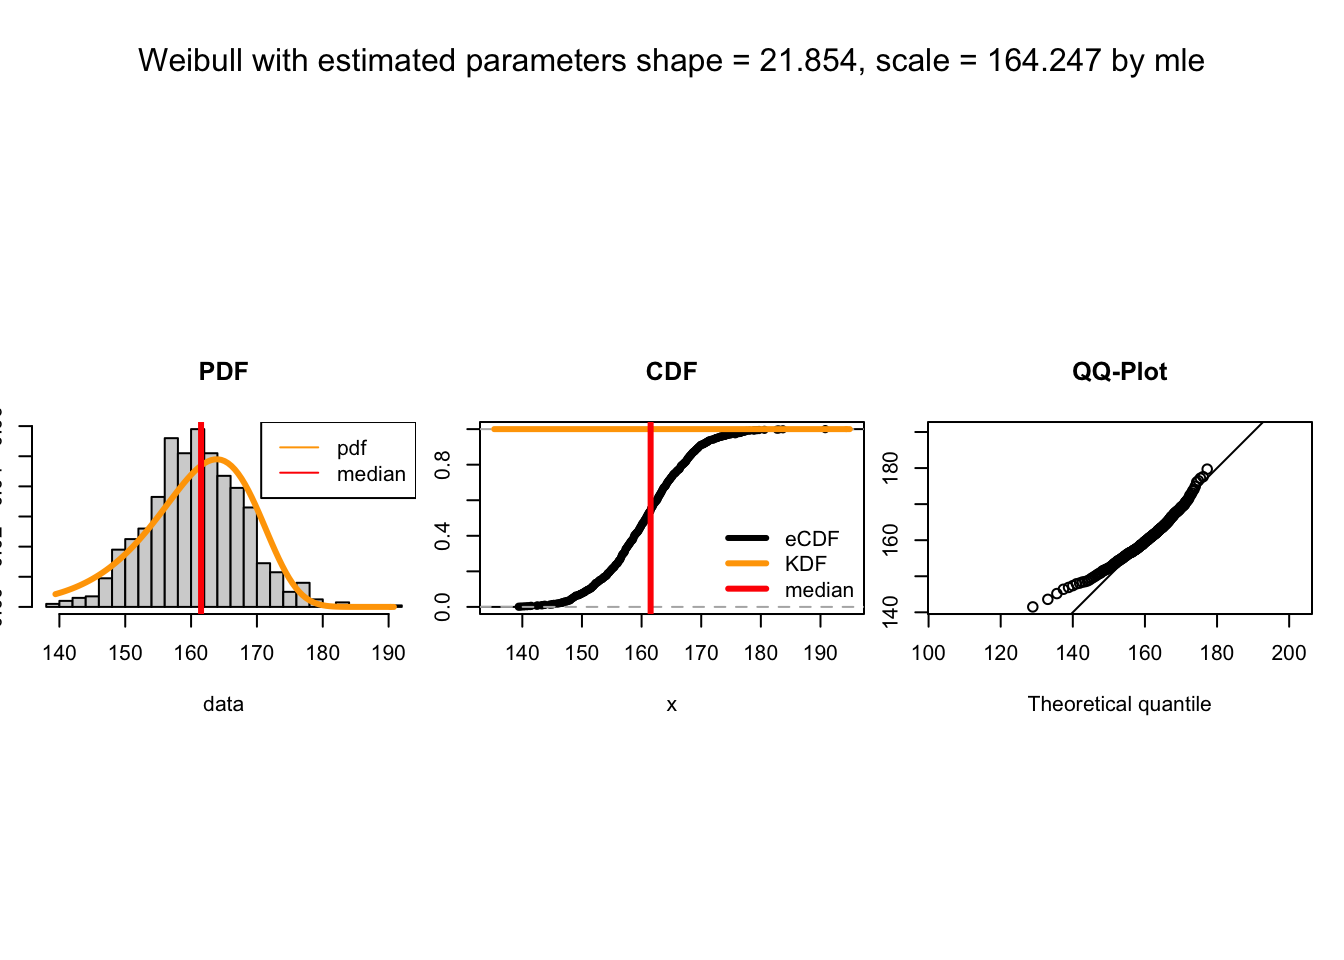 Weibull with estimated parameters shape = 21.854, scale = 164.247 by mle
PDF
pdf
median
140 150 160 170 180 190
data
CDF
0.0 0.4 0.8
eCDF
KDF
median
140 150 160 170 180 190
x
QQ-Plot
140 160 180
100 120 140 160 180 200
Theoretical quantile